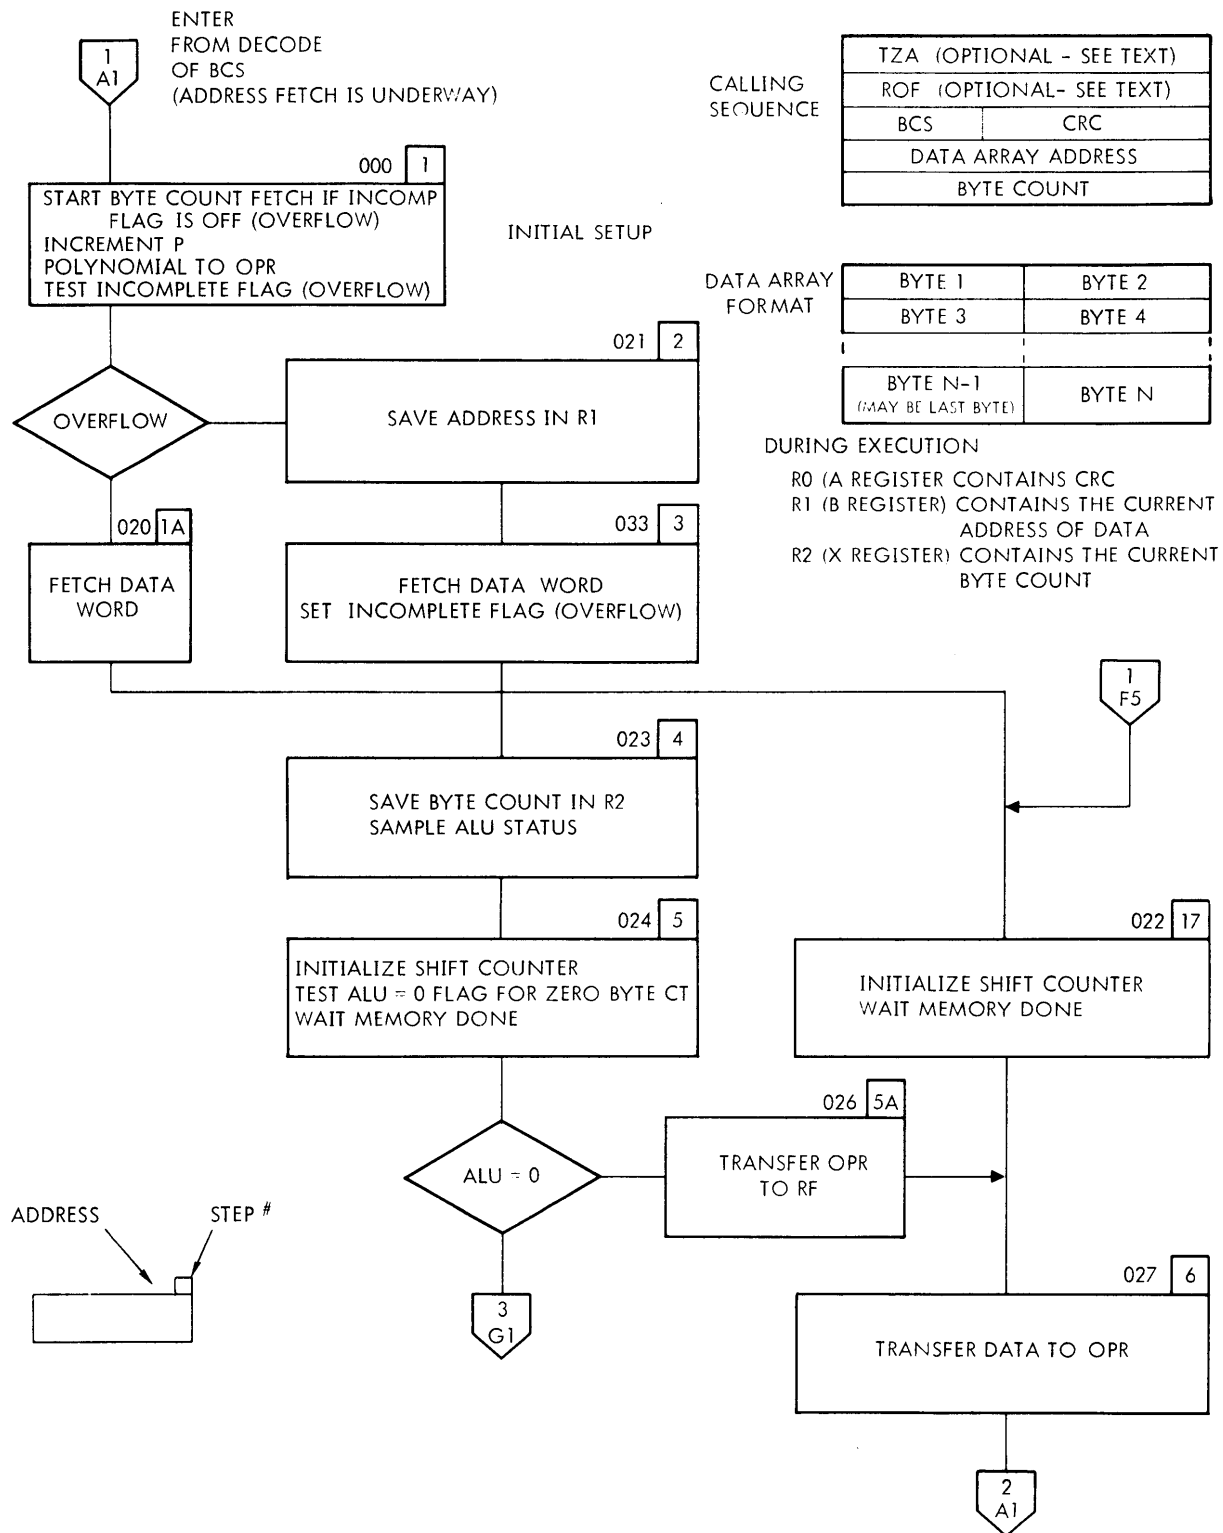 1
A1
ENTER
FROM DECODE
OF BCS
(ADDRESS FETCH IS UNDERWAY)
CALLING
SEQUENCE
TZA (OPTIONAL - SEE TEXT)
ROF (OPTIONAL- SEE TEXT)
BCS CRC
DATA ARRAY ADDRESS
BYTE COUNT
000 1
START BYTE COUNT FETCH IF INCOMP
FLAG IS OFF (OVERFLOW)
INCREMENT P
POLYNOMIAL TO OPR
TEST INCOMPLETE FLAG (OVERFLOW)
INITIAL SETUP
DATA ARRAY
FORMAT
BYTE 1 BYTE 2
BYTE 3 BYTE 4
BYTE N-1
(MAY BE LAST BYTE)
BYTE N
021 2
SAVE ADDRESS IN R1
OVERFLOW
DURING EXECUTION
R0 (A REGISTER CONTAINS CRC
R1 (B REGISTER) CONTAINS THE CURRENT
ADDRESS OF DATA
R2 (X REGISTER) CONTAINS THE CURRENT
BYTE COUNT
020 1A
FETCH DATA
WORD
033 3
FETCH DATA WORD
SET INCOMPLETE FLAG (OVERFLOW)
1
F5
023 4
SAVE BYTE COUNT IN R2
SAMPLE ALU STATUS
024 5
INITIALIZE SHIFT COUNTER
TEST ALU = 0 FLAG FOR ZERO BYTE CT
WAIT MEMORY DONE
022 17
INITIALIZE SHIFT COUNTER
WAIT MEMORY DONE
026 5A
TRANSFER OPR
TO RF
ALU = 0
ADDRESS STEP #
3
G1
027 6
TRANSFER DATA TO OPR
2
A1